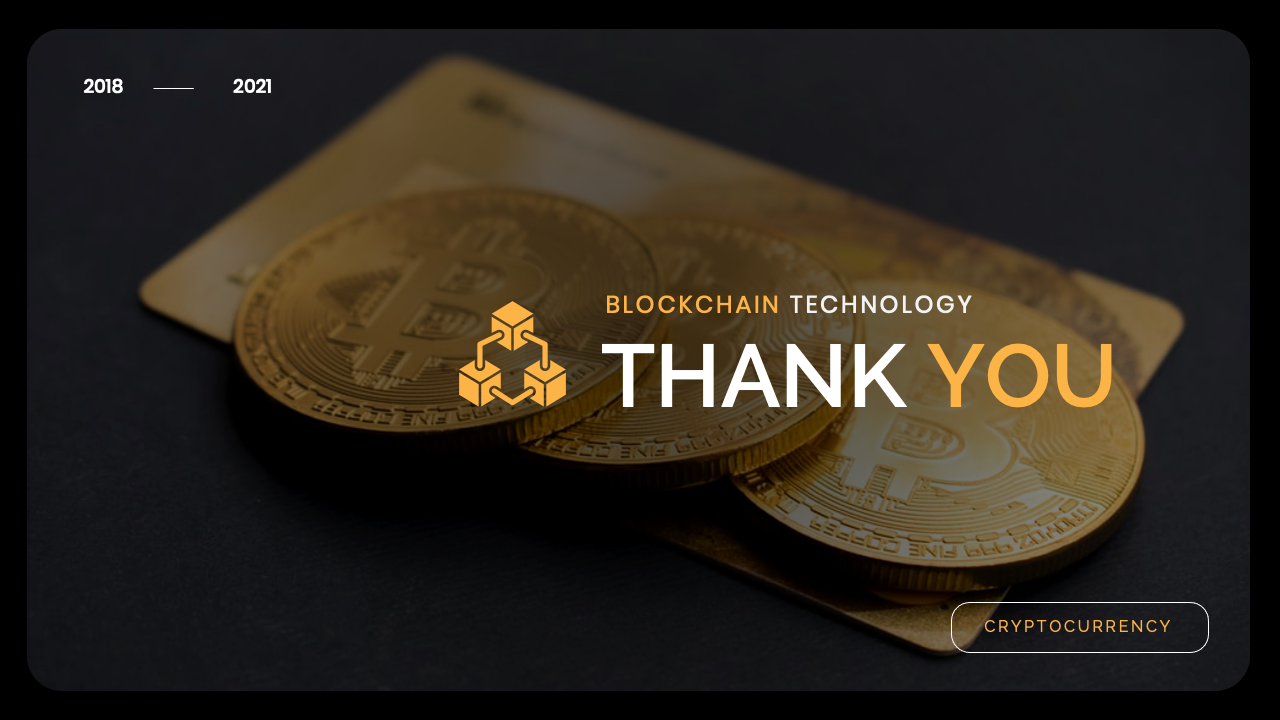 2018 2021
BLOCKCHAIN TECHNOLOGY
THANK YOU
CRYPTOCURRENCY